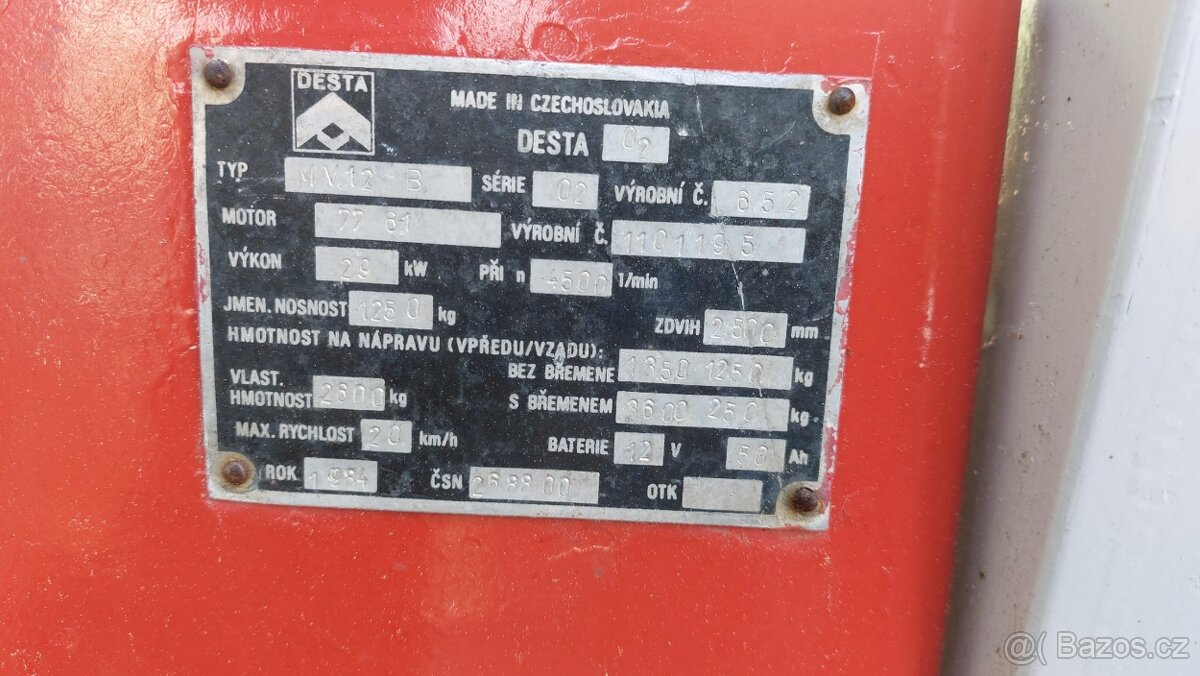 DESTA
MADE IN CZECHOSLOVAKIA
DESTA 02
TYP MV12 B SÉRIE 02 VÝROBNÍ Č. 652
MOTOR 77 61 VÝROBNÍ Č. 1101195
VÝKON 29 kW PŘI n 4500 1/min
JMEN. NOSNOST 1250 kg ZDVIH 2.500 mm
HMOTNOST NA NÁPRAVU (VPŘEDU/VZADU):
BEZ BŘEMENE 1250 kg
VLAST. HMOTNOST 2600 kg S BŘEMENEM 3600 250 kg
MAX. RYCHLOST 20 km/h BATERIE 12 V Ah
ROK 1984 ČSN 268800 OTK
@( Bazos.cz